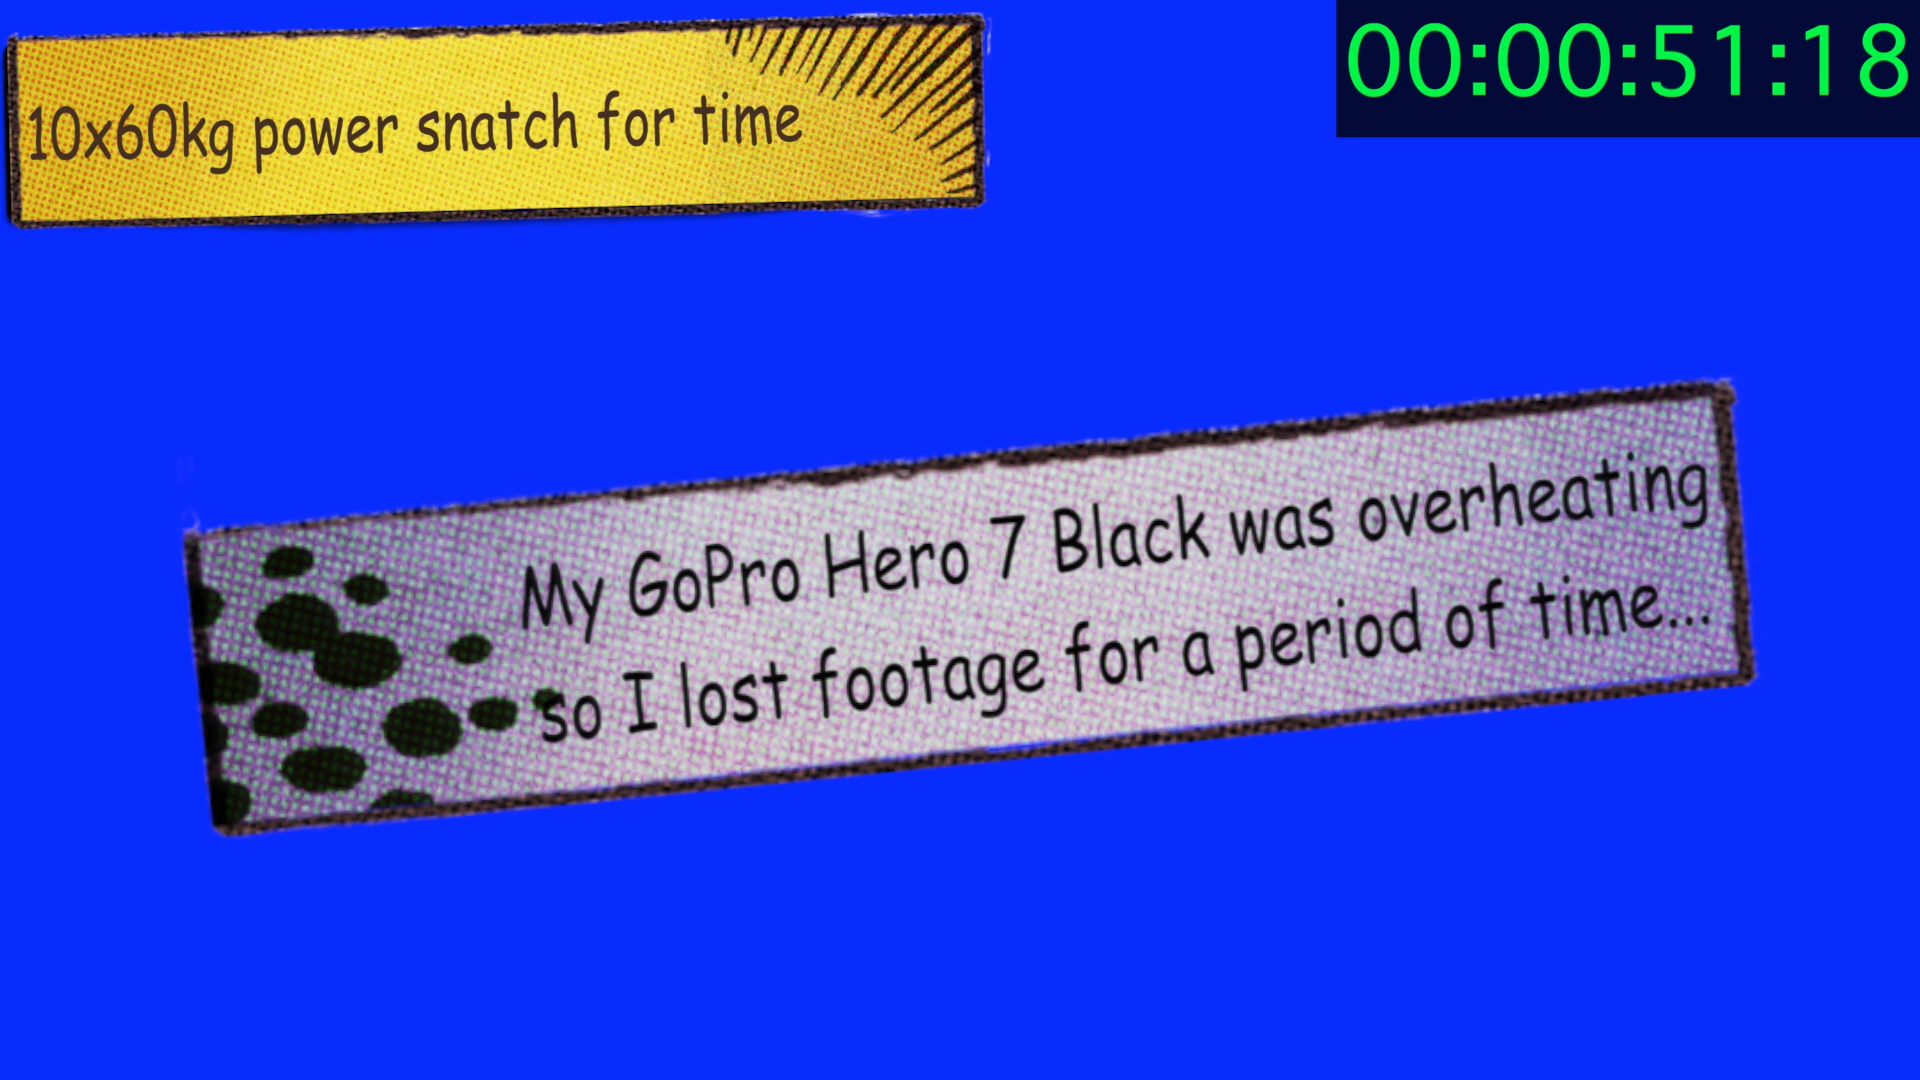 10x60kg power snatch for time
00:00:51:18
My GoPro Hero 7 Black was overheating
so I lost footage for a period of time...